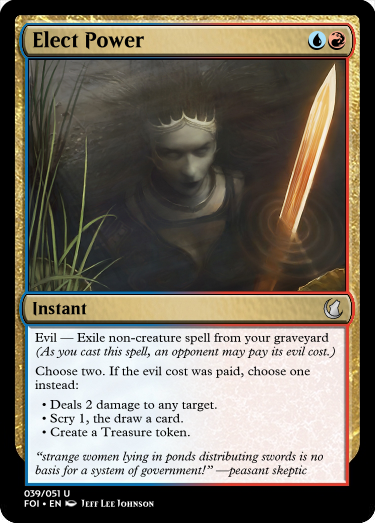 Elect Power
Instant
Evil — Exile non-creature spell from your graveyard
(As you cast this spell, an opponent may pay its evil cost.)
Choose two. If the evil cost was paid, choose one
instead:
• Deals 2 damage to any target.
• Scry 1, the draw a card.
• Create a Treasure token.
“strange women lying in ponds distributing swords is no
basis for a system of government!” —peasant skeptic
039/051 U
FOI • EN Jeff Lee Johnson